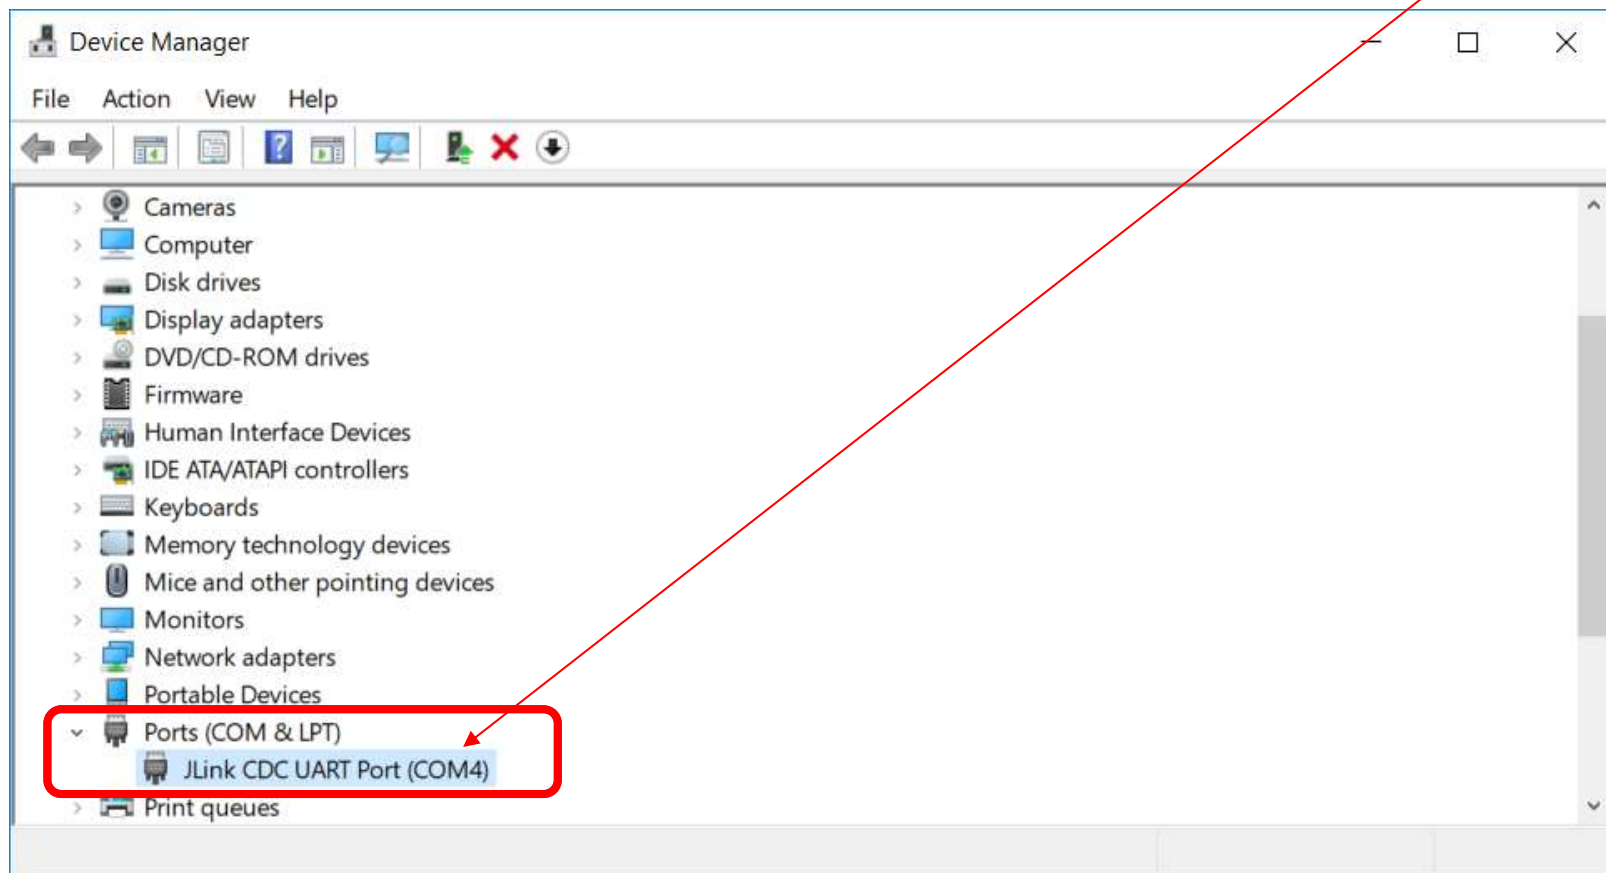 Device Manager
File Action View Help
Cameras
Computer
Disk drives
Display adapters
DVD/CD-ROM drives
Firmware
Human Interface Devices
IDE ATA/ATAPI controllers
Keyboards
Memory technology devices
Mice and other pointing devices
Monitors
Network adapters
Portable Devices
Ports (COM & LPT)
JLink CDC UART Port (COM4)
Print queues